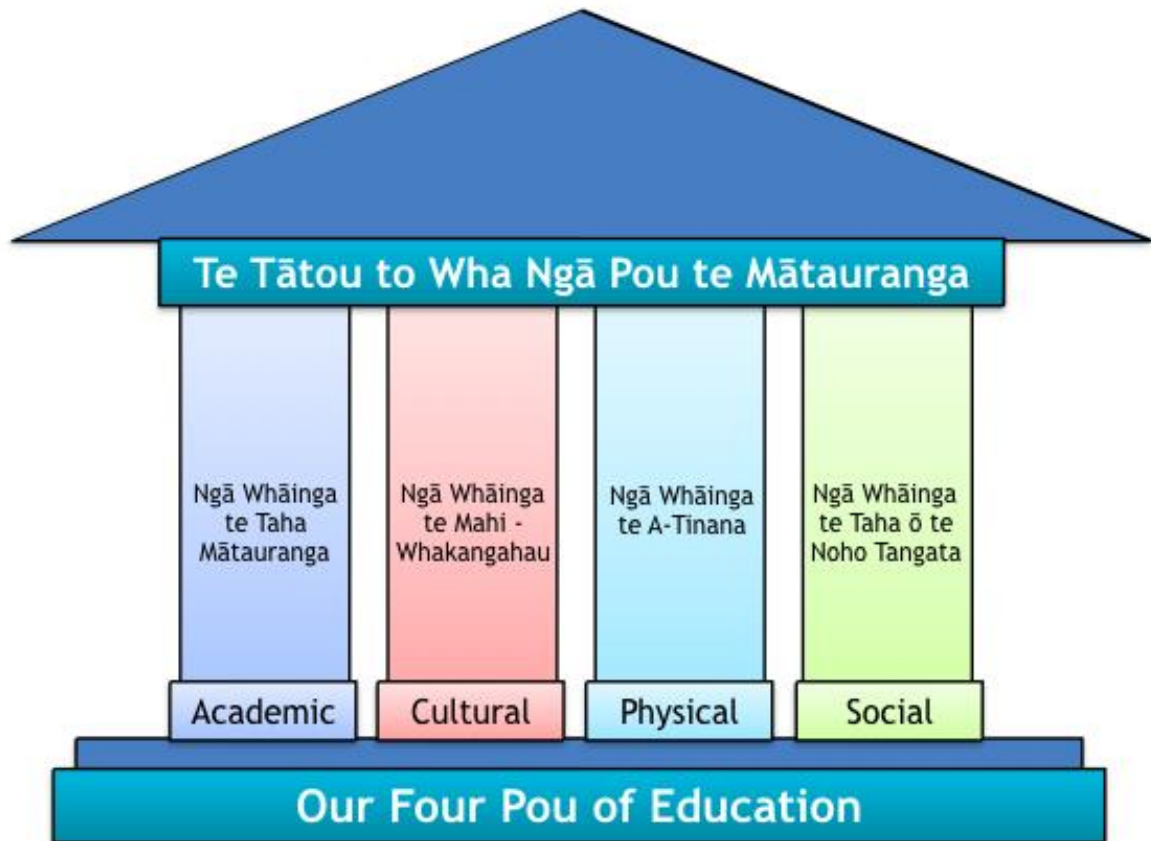 Te Tātou to Wha Ngā Pou te Mātauranga
Ngā Whāinga
te Taha
Mātauranga
Ngā Whāinga
te Mahi -
Whakangahau
Ngā Whāinga
te A-Tinana
Ngā Whāinga
te Taha ō te
Noho Tangata
Academic
Cultural
Physical
Social
Our Four Pou of Education